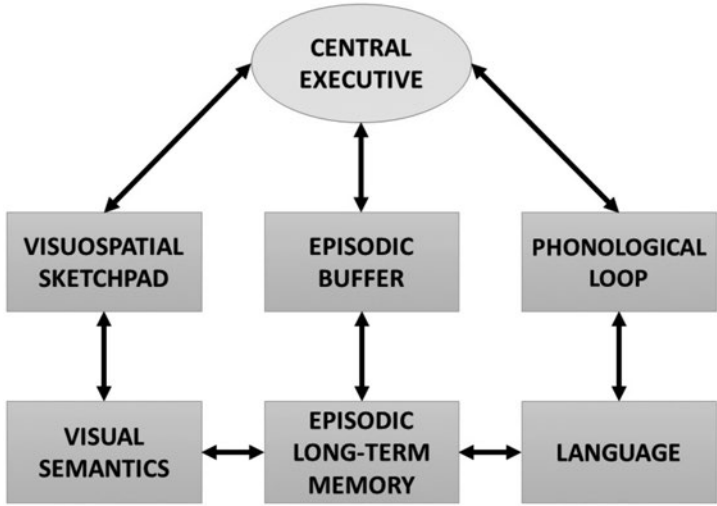 CENTRAL
EXECUTIVE
VISUOSPATIAL
SKETCHPAD
EPISODIC
BUFFER
PHONOLOGICAL
LOOP
VISUAL
SEMANTICS
EPISODIC
LONG-TERM
MEMORY
LANGUAGE